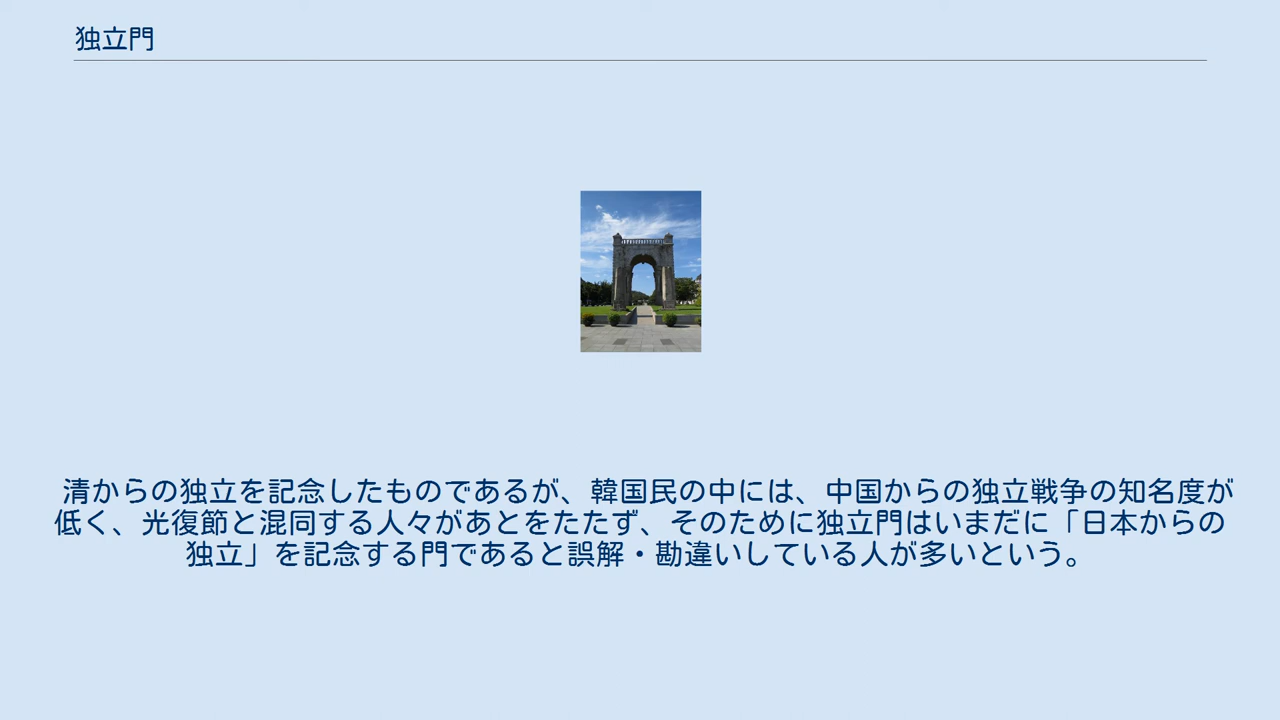 独立門
清からの独立を記念したものであるが、韓国民の中には、中国からの独立戦争の知名度が
低く、光復節と混同する人々があとをたたず、そのために独立門はいまだに「日本からの
独立」を記念する門であると誤解・勘違いしている人が多いという。